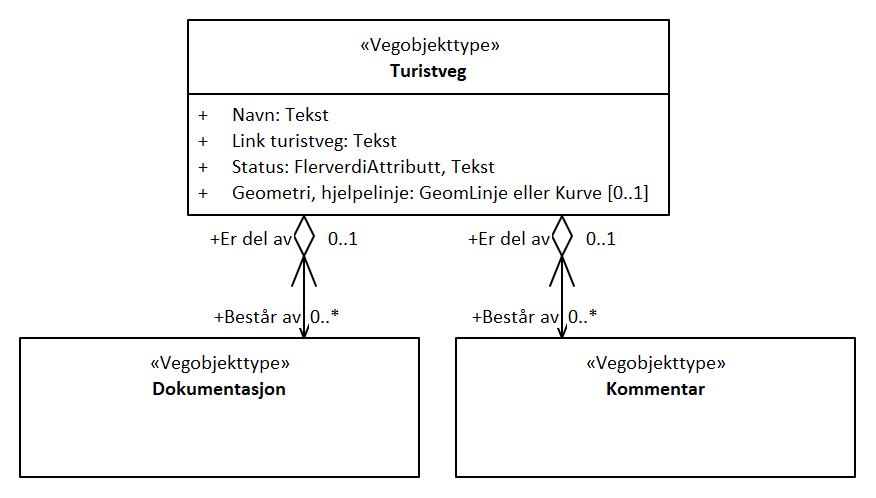 «Vegobjekttype»
Turistveg
+ Navn: Tekst
+ Link turistveg: Tekst
+ Status: FlerverdiAttributt, Tekst
+ Geometri, hjelpelinje: GeomLinje eller Kurve [0..1]
+Er del av 0..1 +Er del av 0..1
+Består av 0..* +Består av 0..*
«Vegobjekttype» «Vegobjekttype»
Dokumentasjon Kommentar